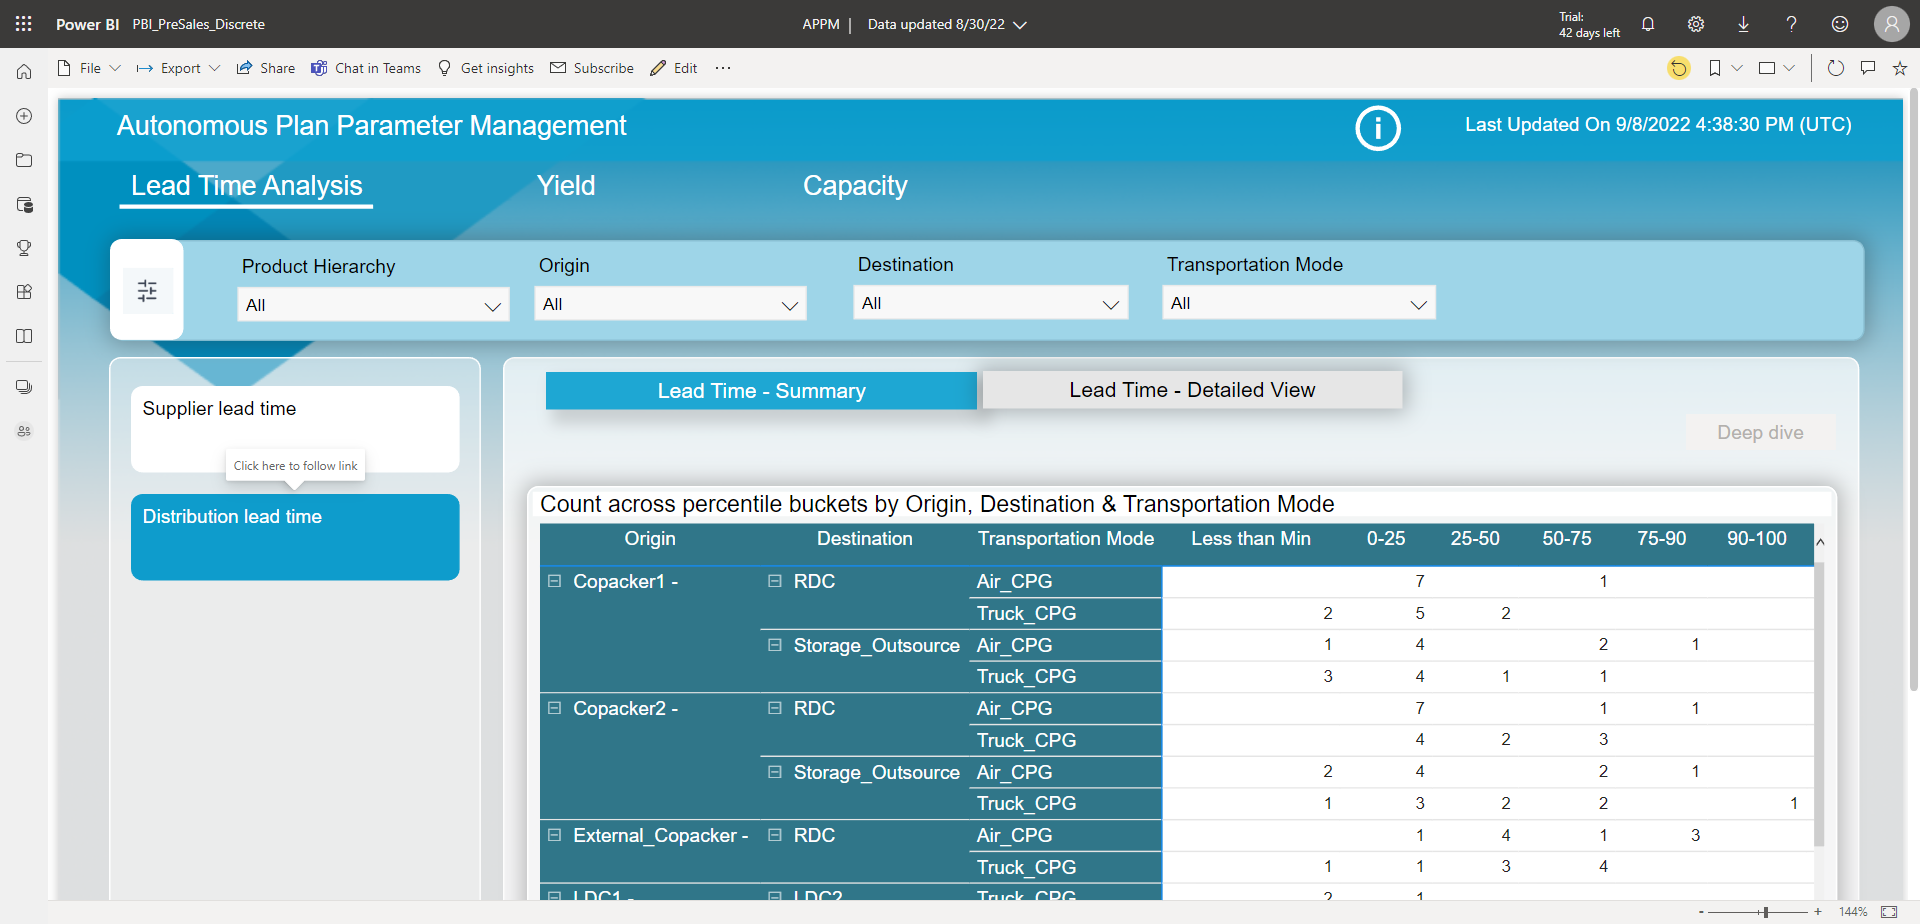 Power BI PBI_PreSales_Discrete APPM | Data updated 8/30/22 Trial: 42 days left
File Export Share Chat in Teams Get insights Subscribe Edit ...
Autonomous Plan Parameter Management
Last Updated On 9/8/2022 4:38:30 PM (UTC)
Lead Time Analysis Yield Capacity
Product Hierarchy Origin Destination Transportation Mode
All All All All
Supplier lead time
Click here to follow link
Distribution lead time
Lead Time - Summary Lead Time - Detailed View
Deep dive
Count across percentile buckets by Origin, Destination & Transportation Mode
Origin Destination Transportation Mode Less than Min 0-25 25-50 50-75 75-90 90-100
Copacker1 - RDC Air_CPG 7 1
Truck_CPG 2 5 2
Storage_Outsource Air_CPG 1 4 2 1
Truck_CPG 3 4 1 1
Copacker2 - RDC Air_CPG 7 1 1
Truck_CPG 4 2 3
Storage_Outsource Air_CPG 2 4 2 1
Truck_CPG 1 3 2 2 1
External_Copacker - RDC Air_CPG 1 4 1 3
Truck_CPG 1 1 3 4
LDC1 - LDC2 Truck_CPG 2 1
- + 144%